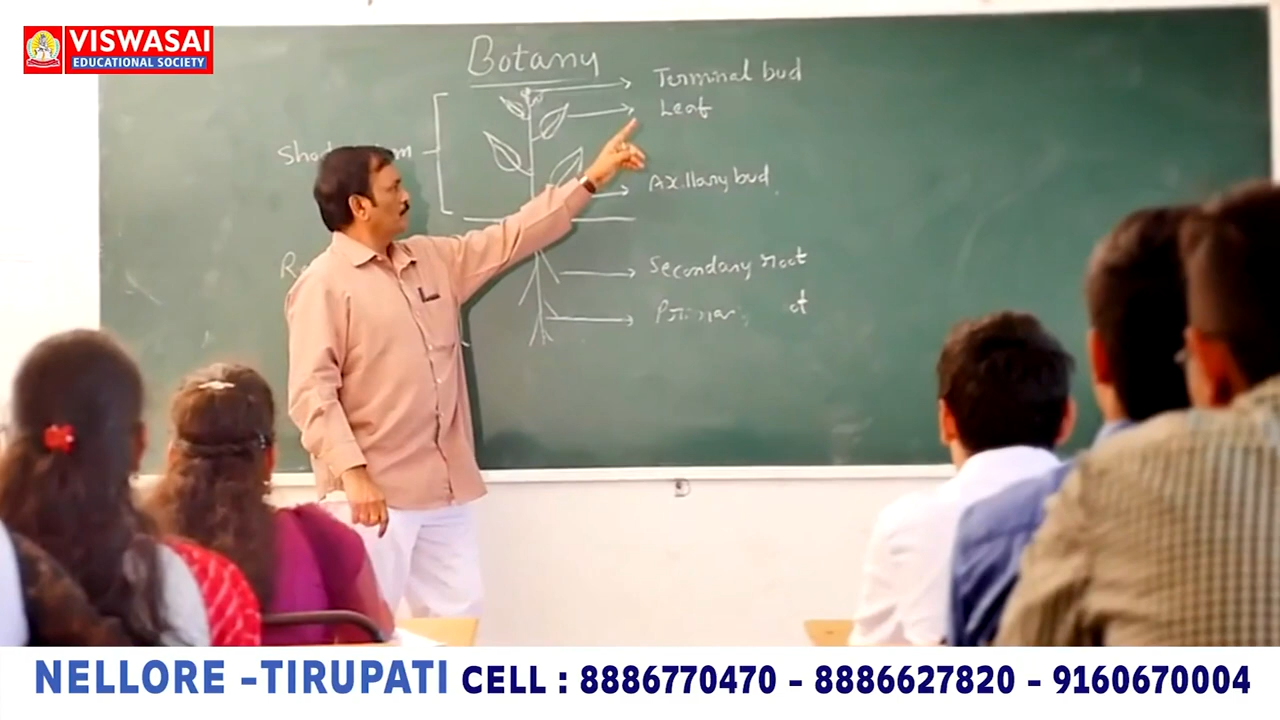 VISWASAI
EDUCATIONAL SOCIETY
Botany
Terminal bud
Leaf
Axillary bud
Secondary root
NELLORE -TIRUPATI CELL : 8886770470 - 8886627820 - 9160670004